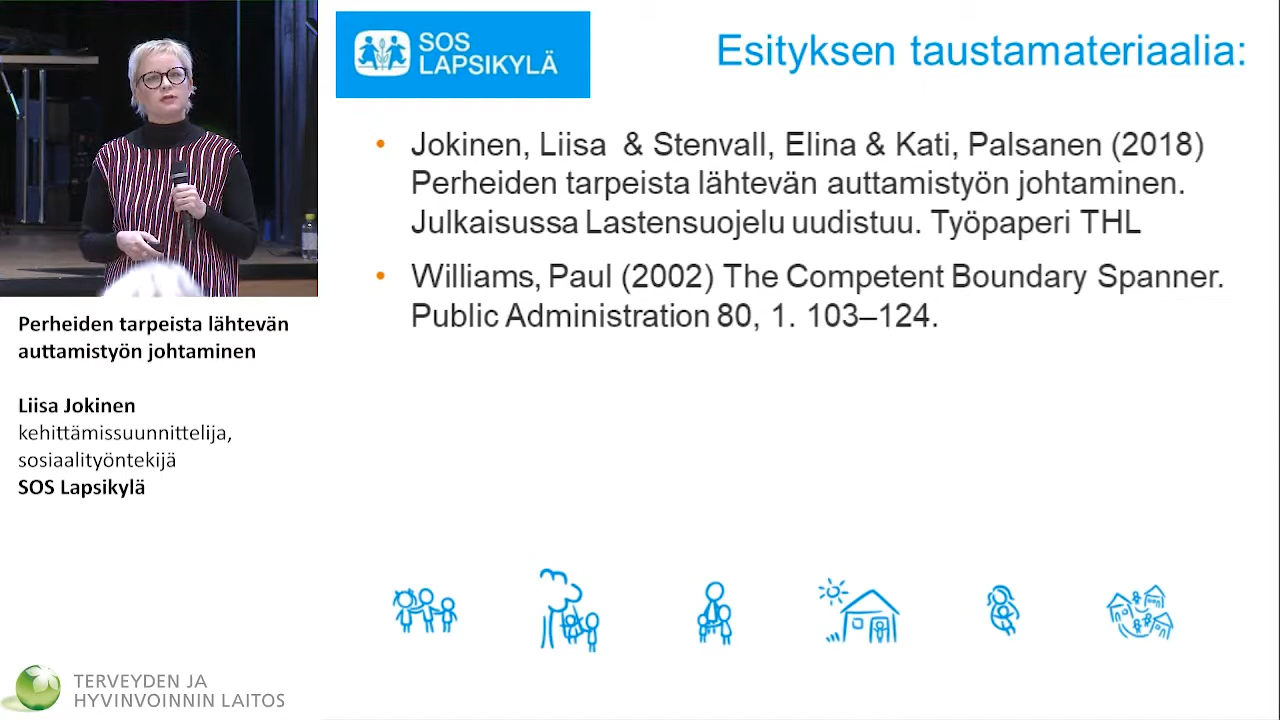 SOS
LAPSIKYLÄ
Esityksen taustamateriaalia:
• Jokinen, Liisa & Stenvall, Elina & Kati, Palsanen (2018)
Perheiden tarpeista lähtevän auttamistyön johtaminen.
Julkaisussa Lastensuojelu uudistuu. Työpaperi THL
• Williams, Paul (2002) The Competent Boundary Spanner.
Public Administration 80, 1. 103–124.
Perheiden tarpeista lähtevän
auttamistyön johtaminen
Liisa Jokinen
kehittämissuunnittelija,
sosiaalityöntekijä
SOS Lapsikylä
TERVEYDEN JA
HYVINVOINNIN LAITOS